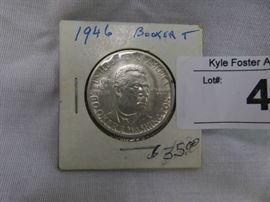 1946 BOOKER T
Kyle Foster A
Lot#:
4
$35.00